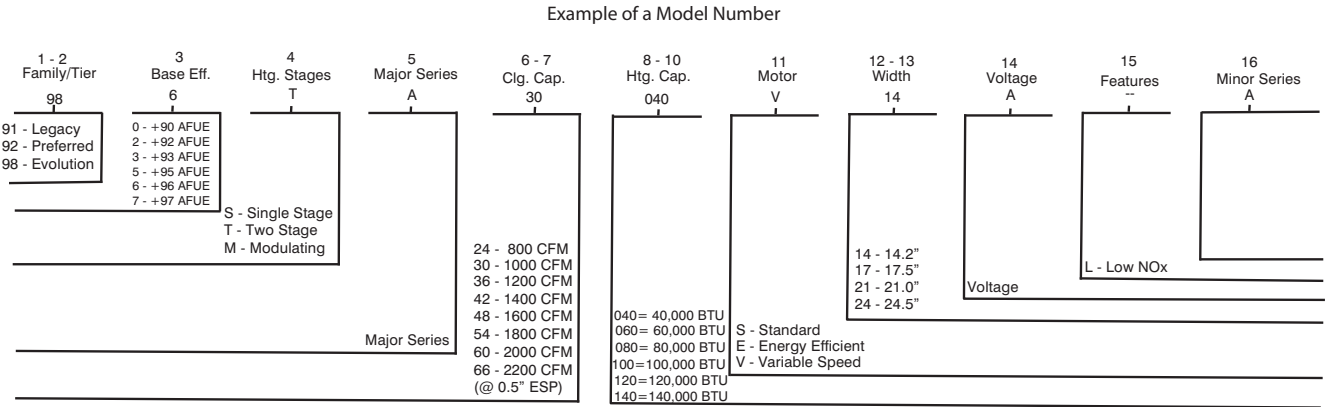 Example of a Model Number
1 - 2
Family/Tier
98
91 - Legacy
92 - Preferred
98 - Evolution
3
Base Eff.
6
0 - +90 AFUE
2 - +92 AFUE
3 - +93 AFUE
5 - +95 AFUE
6 - +96 AFUE
7 - +97 AFUE
4
Htg. Stages
T
S - Single Stage
T - Two Stage
M - Modulating
5
Major Series
A
Major Series
6 - 7
Clg. Cap.
30
24 - 800 CFM
30 - 1000 CFM
36 - 1200 CFM
42 - 1400 CFM
48 - 1600 CFM
54 - 1800 CFM
60 - 2000 CFM
66 - 2200 CFM
(@ 0.5” ESP)
8 - 10
Htg. Cap.
040
040= 40,000 BTU
060= 60,000 BTU
080= 80,000 BTU
100=100,000 BTU
120=120,000 BTU
140=140,000 BTU
11
Motor
V
S - Standard
E - Energy Efficient
V - Variable Speed
12 - 13
Width
14
14 - 14.2”
17 - 17.5”
21 - 21.0”
24 - 24.5”
14
Voltage
A
Voltage
15
Features
--
L - Low NOx
16
Minor Series
A